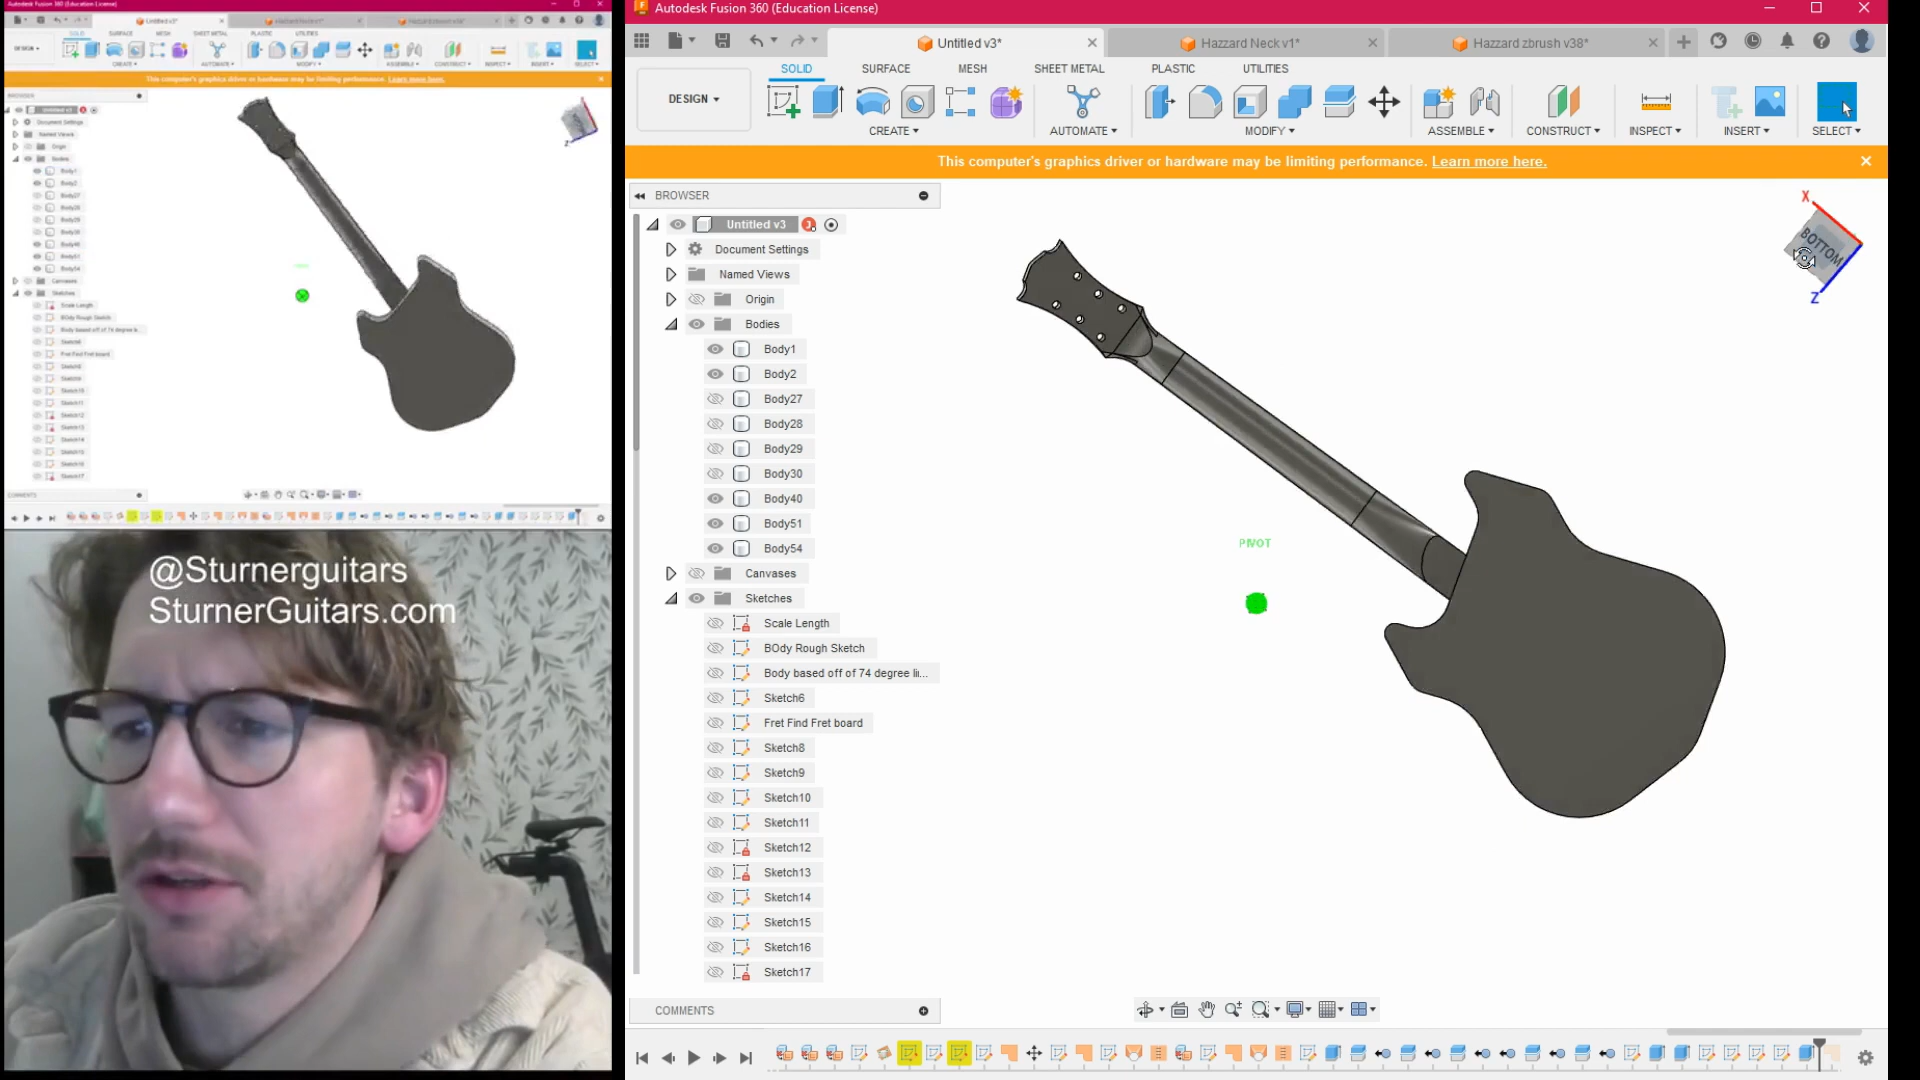 Autodesk Fusion 360 (Education License)
Untitled v3*
Hazzard Neck v1*
Hazzard zbrush v38*
SOLID
SURFACE
MESH
SHEET METAL
PLASTIC
UTILITIES
DESIGN
CREATE
AUTOMATE
MODIFY
ASSEMBLE
CONSTRUCT
INSPECT
INSERT
SELECT
This computer's graphics driver or hardware may be limiting performance. Learn more here.
BROWSER
Untitled v3
Document Settings
Named Views
Origin
Bodies
Body1
Body2
Body27
Body28
Body29
Body30
Body40
Body51
Body54
Canvases
Sketches
Scale Length
BOdy Rough Sketch
Body based off of 74 degree li...
Sketch6
Fret Find Fret board
Sketch8
Sketch9
Sketch10
Sketch11
Sketch12
Sketch13
Sketch14
Sketch15
Sketch16
Sketch17
COMMENTS
PIVOT
X
BOTTOM
Z
@Sturnerguitars
SturnerGuitars.com